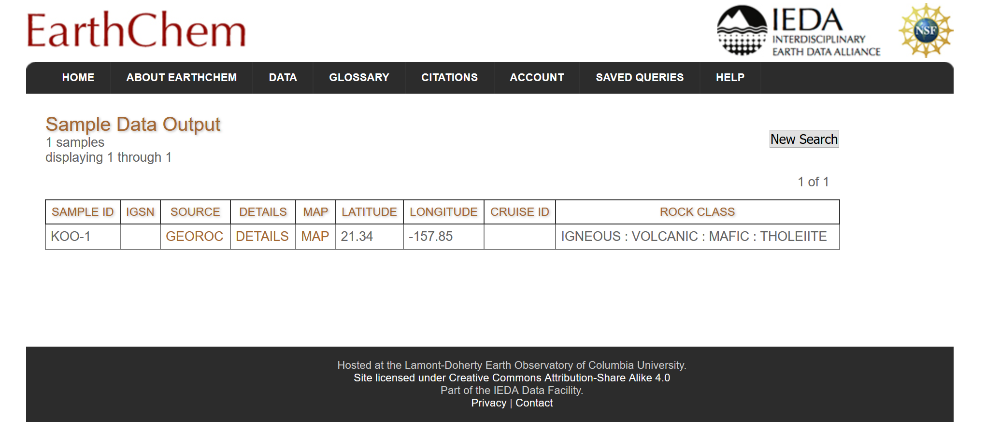 EarthChem
IEDA
INTERDISCIPLINARY
EARTH DATA ALLIANCE
NSF
HOME ABOUT EARTHCHEM DATA GLOSSARY CITATIONS ACCOUNT SAVED QUERIES HELP
Sample Data Output
1 samples
displaying 1 through 1
New Search
1 of 1
SAMPLE ID IGSN SOURCE DETAILS MAP LATITUDE LONGITUDE CRUISE ID ROCK CLASS
KOO-1 GEOROC DETAILS MAP 21.34 -157.85 IGNEOUS : VOLCANIC : MAFIC : THOLEIITE
Hosted at the Lamont-Doherty Earth Observatory of Columbia University.
Site licensed under Creative Commons Attribution-Share Alike 4.0
Part of the IEDA Data Facility.
Privacy | Contact